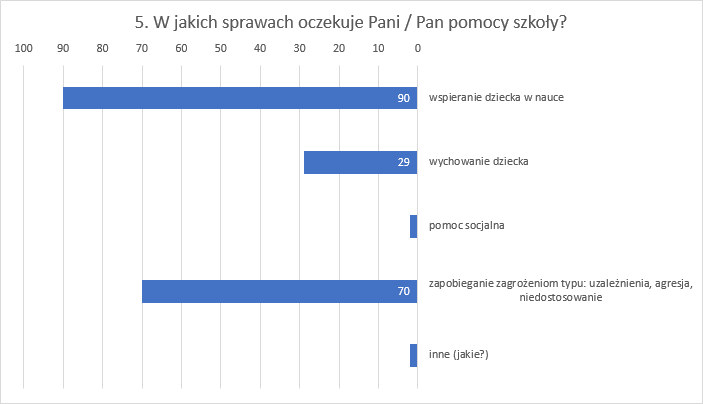 5. W jakich sprawach oczekuje Pani / Pan pomocy szkoły?
100 90 80 70 60 50 40 30 20 10 0
90 wspieranie dziecka w nauce
29 wychowanie dziecka
pomoc socjalna
70 zapobieganie zagrożeniom typu: uzależnienia, agresja,
niedostosowanie
inne (jakie?)